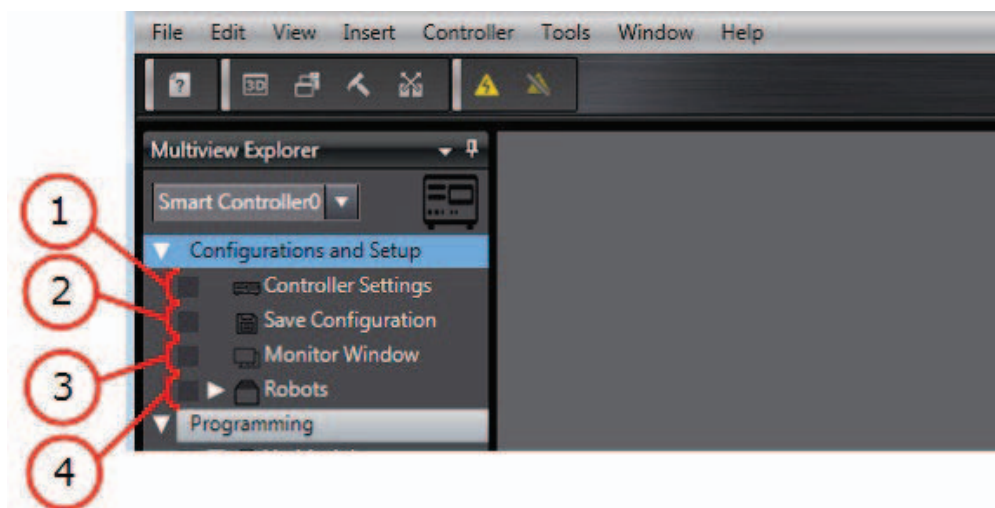 File Edit View Insert Controller Tools Window Help
3D
Multiview Explorer
Smart Controller0
1
Configurations and Setup
2
Controller Settings
Save Configuration
3
Monitor Window
Robots
4
Programming